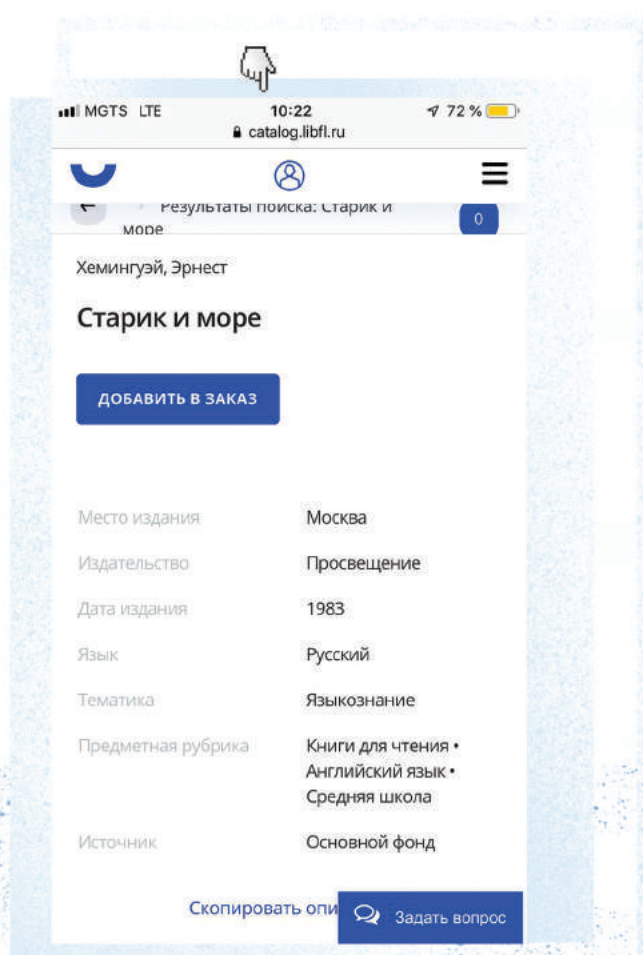 MGTS LTE 10:22 72 %
catalog.libfl.ru
Результаты поиска: Старик и
море
0
Хемингуэй, Эрнест
Старик и море
ДОБАВИТЬ В ЗАКАЗ
Место издания Москва
Издательство Просвещение
Дата издания 1983
Язык Русский
Тематика Языкознание
Предметная рубрика Книги для чтения •
Английский язык •
Средняя школа
Источник Основной фонд
Скопировать опи
Задать вопрос